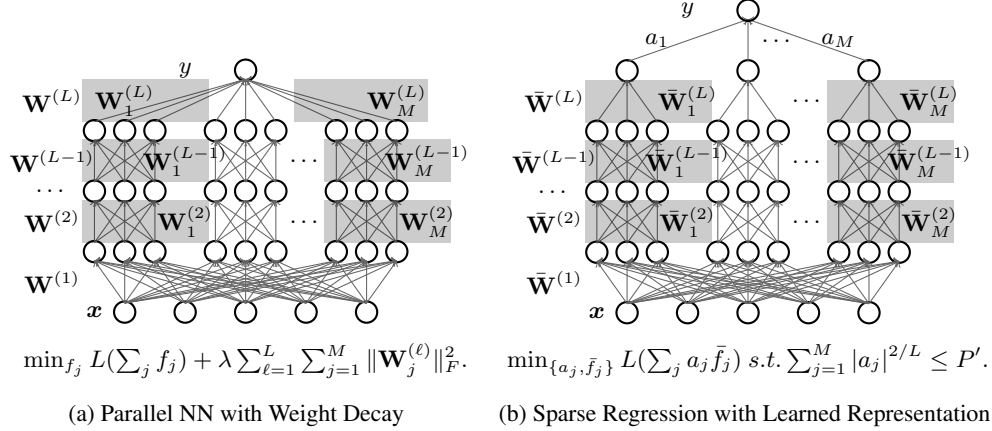 y
W^(L) W_1^(L) W_M^(L)
W^(L-1) W_1^(L-1) ... W_M^(L-1)
...
W^(2) W_1^(2) ... W_M^(2)
W^(1)
x
min_{f_j} L(∑_j f_j) + λ ∑_{ℓ=1}^{L} ∑_{j=1}^{M} ‖W_j^(ℓ)‖_F^2.
(a) Parallel NN with Weight Decay
y
a_1 ... a_M
W̄^(L) W̄_1^(L) ... W̄_M^(L)
W̄^(L-1) W̄_1^(L-1) ... W̄_M^(L-1)
...
W̄^(2) W̄_1^(2) ... W̄_M^(2)
W̄^(1)
x
min_{{a_j, f̄_j}} L(∑_j a_j f̄_j) s.t. ∑_{j=1}^{M} |a_j|^{2/L} ≤ P′.
(b) Sparse Regression with Learned Representation